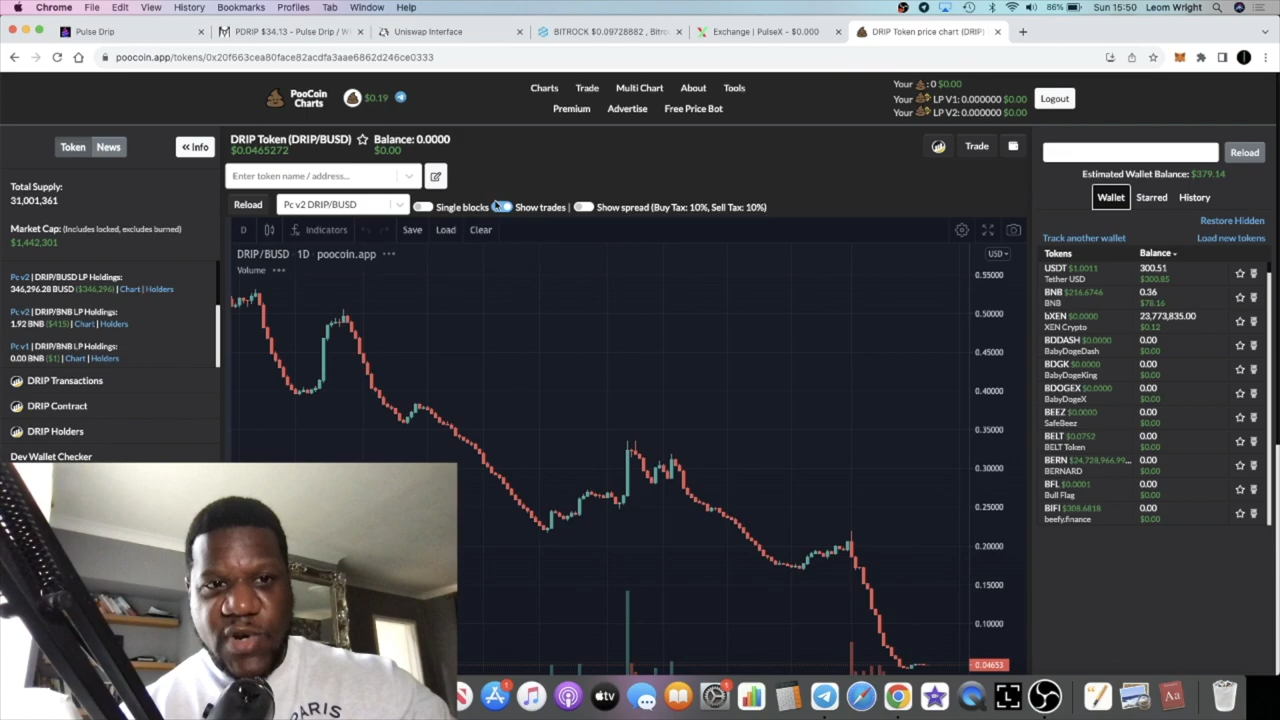 Chrome File Edit View History Bookmarks Profiles Tab Window Help
86% Sun 15:50 Leom Wright
Pulse Drip
PDRIP $34.13 - Pulse Drip / W
Uniswap Interface
BITROCK $0.09728882, Bitro
Exchange | PulseX - $0.000
DRIP Token price chart (DRIP)
poocoin.app/tokens/0x20f663cea80face82acdfa3aae6862d246ce0333
PooCoin
Charts
$0.19
Charts Trade Multi Chart About Tools
Premium Advertise Free Price Bot
Your : 0 $0.00
Your LP V1: 0.000000 $0.00
Your LP V2: 0.000000 $0.00
Logout
Token News
« Info
Total Supply:
31,001,361
Market Cap: (Includes locked, excludes burned)
$1,442,301
Pc v2 | DRIP/BUSD LP Holdings:
346,296.28 BUSD ($346,296) | Chart | Holders
Pc v2 | DRIP/BNB LP Holdings:
1.92 BNB ($415) | Chart | Holders
Pc v1 | DRIP/BNB LP Holdings:
0.00 BNB ($1) | Chart | Holders
DRIP Transactions
DRIP Contract
DRIP Holders
Dev Wallet Checker
DRIP Token (DRIP/BUSD)
$0.0465272
Balance: 0.0000
$0.00
Trade
Enter token name / address...
Reload
Pc v2 DRIP/BUSD
Single blocks
Show trades
Show spread (Buy Tax: 10%, Sell Tax: 10%)
D Indicators Save Load Clear
DRIP/BUSD · 1D poocoin.app
Volume
USD
0.55000
0.50000
0.45000
0.40000
0.35000
0.30000
0.25000
0.20000
0.15000
0.10000
0.04653
Reload
Estimated Wallet Balance: $379.14
Wallet Starred History
Restore Hidden
Track another wallet Load new tokens
Tokens Balance
USDT $1.0011 300.51
Tether USD $300.85
BNB $216.6746 0.36
BNB $78.16
bXEN $0.0000 23,773,835.00
XEN Crypto $0.12
BDDASH $0.0000 0.00
BabyDogeDash $0.00
BDGK $0.0000 0.00
BabyDogeKing $0.00
BDOGEX $0.0000 0.00
BabyDogeX $0.00
BEEZ $0.0000 0.00
SafeBeez $0.00
BELT $0.0752 0.00
BELT Token $0.00
BERN $24,728,966.99... 0.00
BERNARD $0.00
BFL $0.0001 0.00
Bull Flag $0.00
BIFI $308.6818 0.00
beefy.finance $0.00
PARIS
tv
Aa